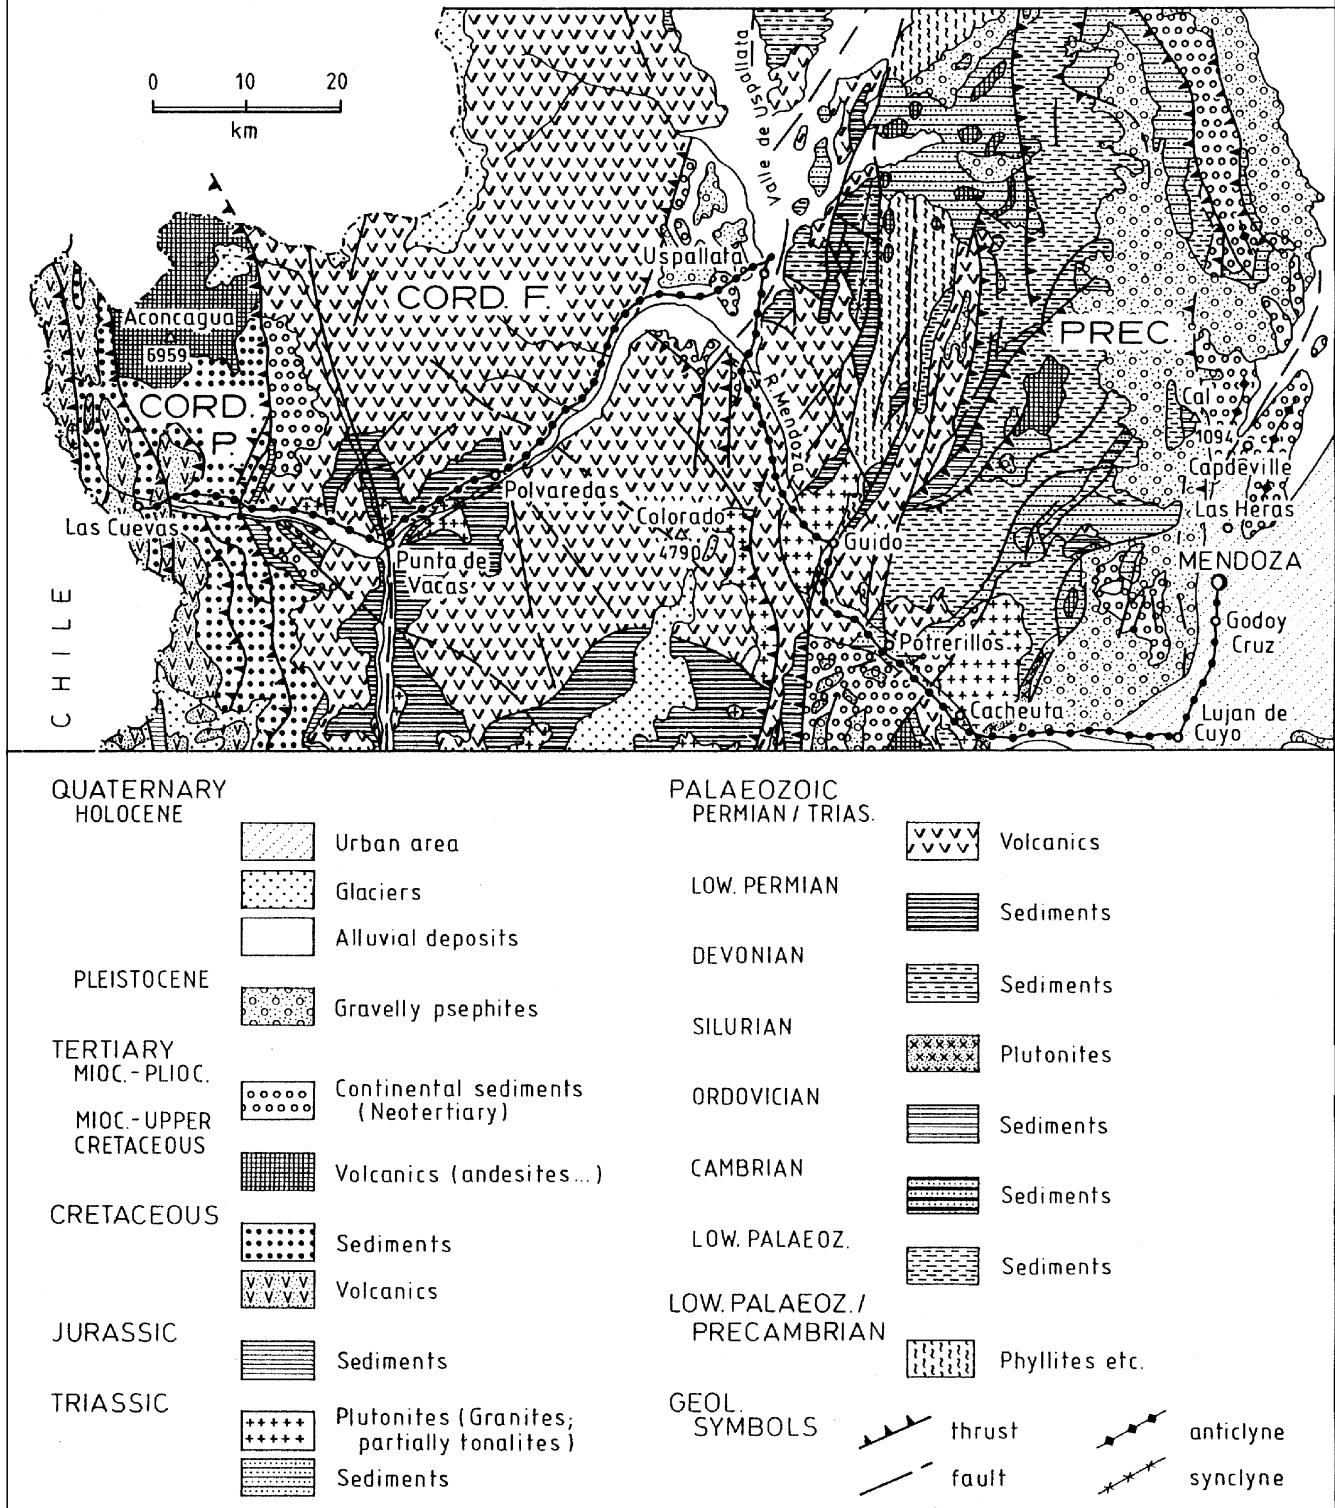 0 10 20
km
Valle de Uspallata
Uspallata
CORD. F.
PREC.
Aconcagua
6959
CORD.
P
R. Mendoza
Cal
1094
Capdeville
Las Heras
Polvaredas
Colorado
4790
Las Cuevas
Guido
Punta de
Vacas
MENDOZA
Godoy
Cruz
CHILE
Potrerillos
Cacheuta
Lujan de
Cuyo
QUATERNARY
HOLOCENE
Urban area
Glaciers
Alluvial deposits
PLEISTOCENE
Gravelly psephites
TERTIARY
MIOC.-PLIOC.
Continental sediments
(Neotertiary)
MIOC.-UPPER
CRETACEOUS
Volcanics (andesites...)
CRETACEOUS
Sediments
Volcanics
JURASSIC
Sediments
TRIASSIC
Plutonites (Granites;
partially tonalites)
Sediments
PALAEOZOIC
PERMIAN / TRIAS.
Volcanics
LOW. PERMIAN
Sediments
DEVONIAN
Sediments
SILURIAN
Plutonites
ORDOVICIAN
Sediments
CAMBRIAN
Sediments
LOW. PALAEOZ.
Sediments
LOW. PALAEOZ. /
PRECAMBRIAN
Phyllites etc.
GEOL.
SYMBOLS
thrust
anticlyne
fault
synclyne